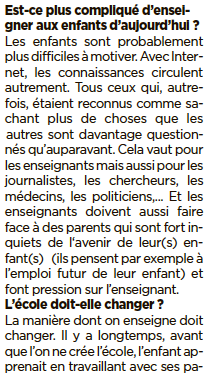 Est-ce plus compliqué d'ensei-
gner aux enfants d'aujourd'hui ?
Les enfants sont probablement
plus difficiles à motiver. Avec Inter-
net, les connaissances circulent
autrement. Tous ceux qui, autre-
fois, étaient reconnus comme sa-
chant plus de choses que les
autres sont davantage question-
nés qu'auparavant. Cela vaut pour
les enseignants mais aussi pour les
journalistes, les chercheurs, les
médecins, les politiciens,... Et les
enseignants doivent aussi faire
face à des parents qui sont fort in-
quiets de l'avenir de leur(s) en-
fant(s) (ils pensent par exemple à
l'emploi futur de leur enfant) et
font pression sur l'enseignant.
L'école doit-elle changer ?
La manière dont on enseigne doit
changer. Il y a longtemps, avant
que l'on ne crée l'école, l'enfant ap-
prenait en travaillant avec ses pa-